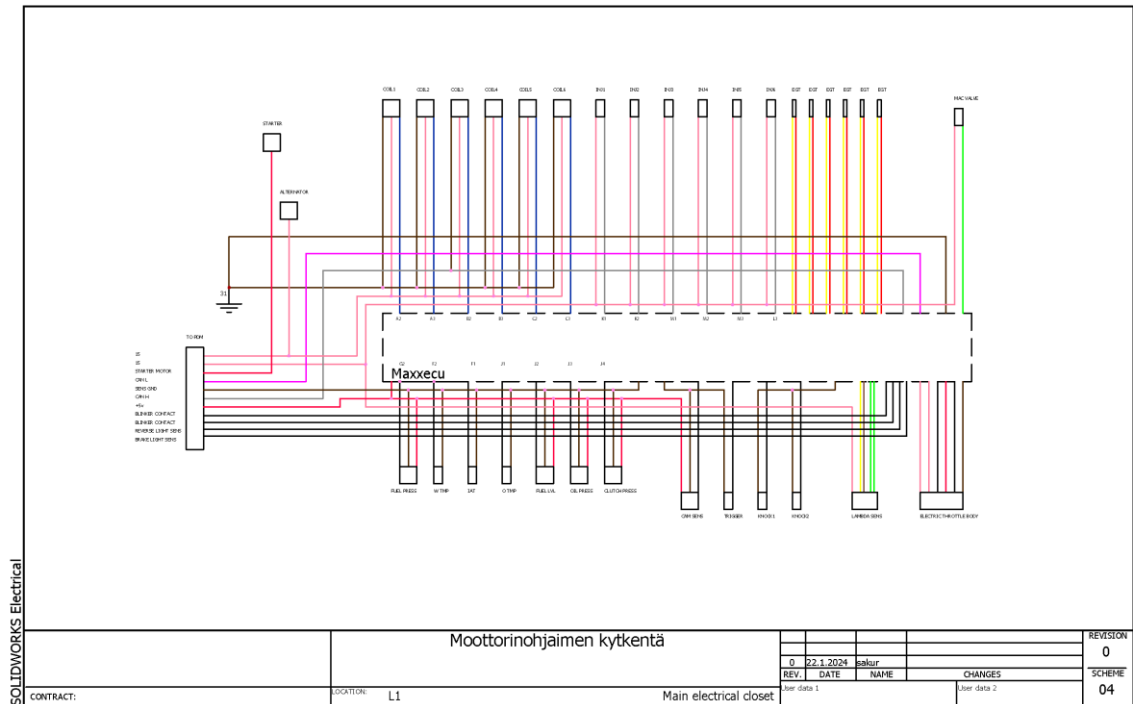 COIL1 COIL2 COIL3 COIL4 COIL5 COIL6 INJ1 INJ2 INJ3 INJ4 INJ5 INJ6 EGT EGT EGT EGT EGT EGT
MAC VALVE
STARTER
ALTERNATOR
31
TO PDM
Maxxecu
15
15
STARTER MOTOR
CAN L
SENS GND
CAN H
+5v
BLINKER CONTACT
BLINKER CONTACT
REVERSE LIGHT SENS
BRAKE LIGHT SENS
FUEL PRESS W TMP IAT O TMP FUEL LVL OIL PRESS CLUTCH PRESS
CAM SENS TRIGGER KNOCK1 KNOCK2 LAMBDA SENS ELECTRIC THROTTLE BODY
SOLIDWORKS Electrical
Moottorinohjaimen kytkentä
0 22.1.2024 sakur
REV. DATE NAME CHANGES
REVISION
0
SCHEME
04
CONTRACT:
LOCATION: L1
Main electrical closet
User data 1
User data 2